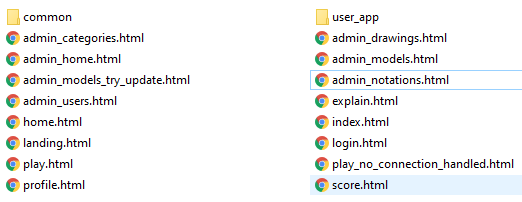 common
user_app
admin_categories.html
admin_drawings.html
admin_home.html
admin_models.html
admin_models_try_update.html
admin_notations.html
admin_users.html
explain.html
home.html
index.html
landing.html
login.html
play.html
play_no_connection_handled.html
profile.html
score.html